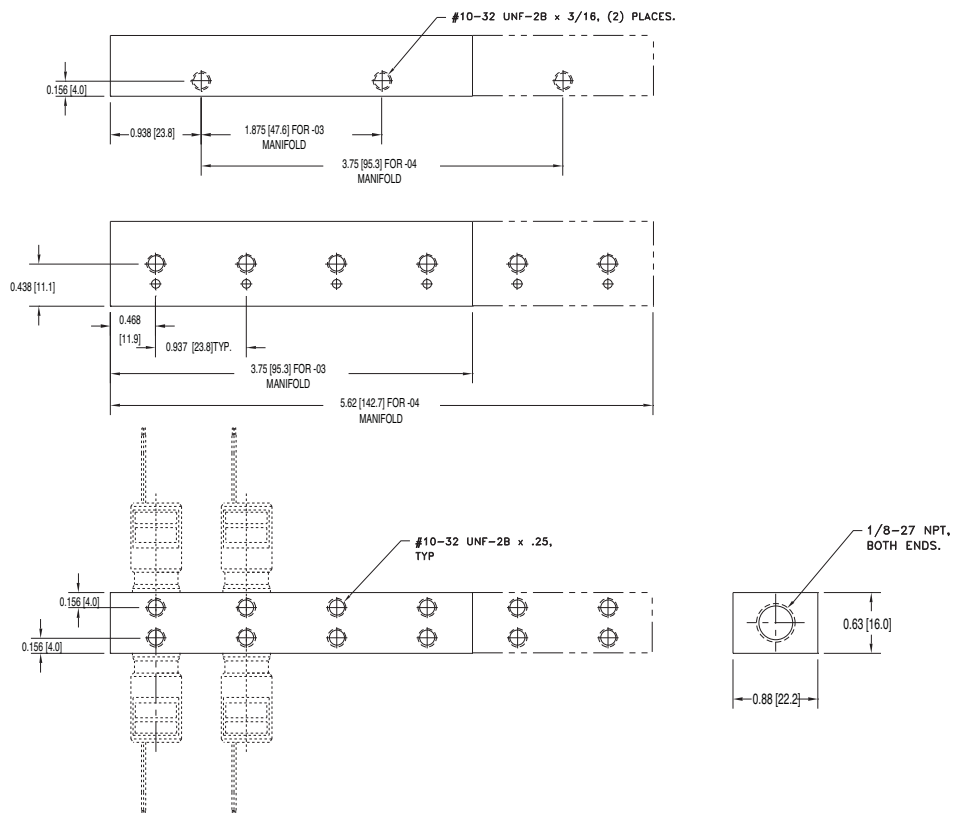 #10-32 UNF-2B x 3/16, (2) PLACES.
0.156 [4.0]
0.938 [23.8]
1.875 [47.6] FOR -03
MANIFOLD
3.75 [95.3] FOR -04
MANIFOLD
0.438 [11.1]
0.468
[11.9]
0.937 [23.8]TYP.
3.75 [95.3] FOR -03
MANIFOLD
5.62 [142.7] FOR -04
MANIFOLD
#10-32 UNF-2B x .25,
TYP
0.156 [4.0]
0.156 [4.0]
1/8-27 NPT,
BOTH ENDS.
0.63 [16.0]
0.88 [22.2]